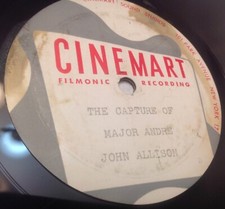 CINEMART
FILMONIC RECORDING
THE CAPTURE OF
MAJOR ANDRE
JOHN ALLISON